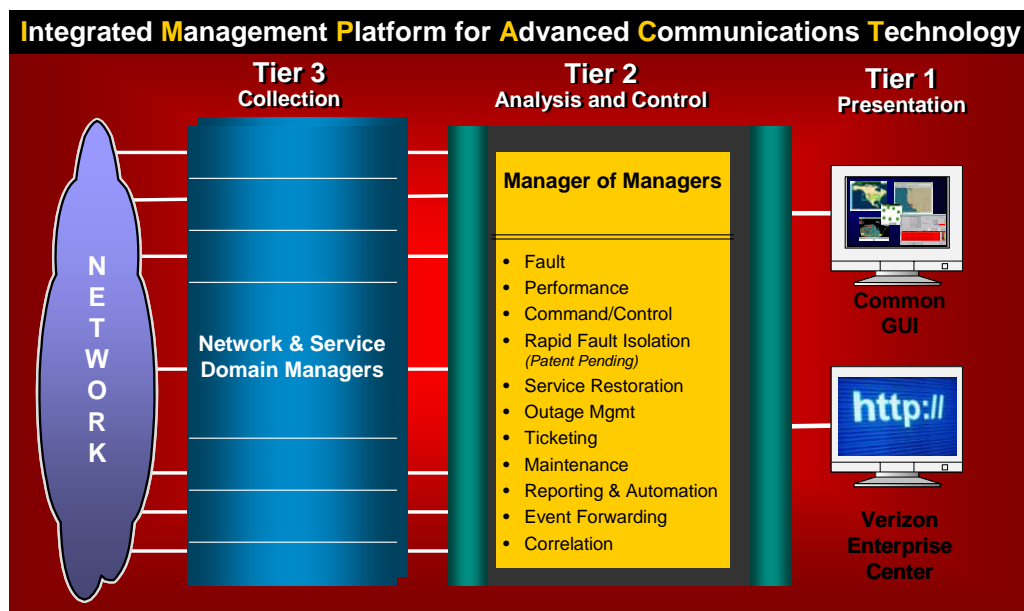 Integrated Management Platform for Advanced Communications Technology
Tier 3
Collection
Tier 2
Analysis and Control
Tier 1
Presentation
NETWORK
Network & Service
Domain Managers
Manager of Managers
• Fault
• Performance
• Command/Control
• Rapid Fault Isolation
(Patent Pending)
• Service Restoration
• Outage Mgmt
• Ticketing
• Maintenance
• Reporting & Automation
• Event Forwarding
• Correlation
Common
GUI
http://
Verizon
Enterprise
Center